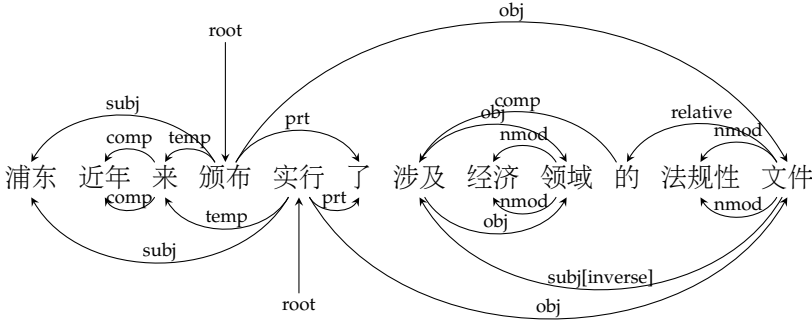 obj
root
subj
comp
temp
prt
obj
comp
nmod
relative
nmod
浦东 近年 来 颁布 实行 了 涉及 经济 领域 的 法规性 文件
comp
temp
prt
nmod
nmod
obj
subj
subj[inverse]
root
obj